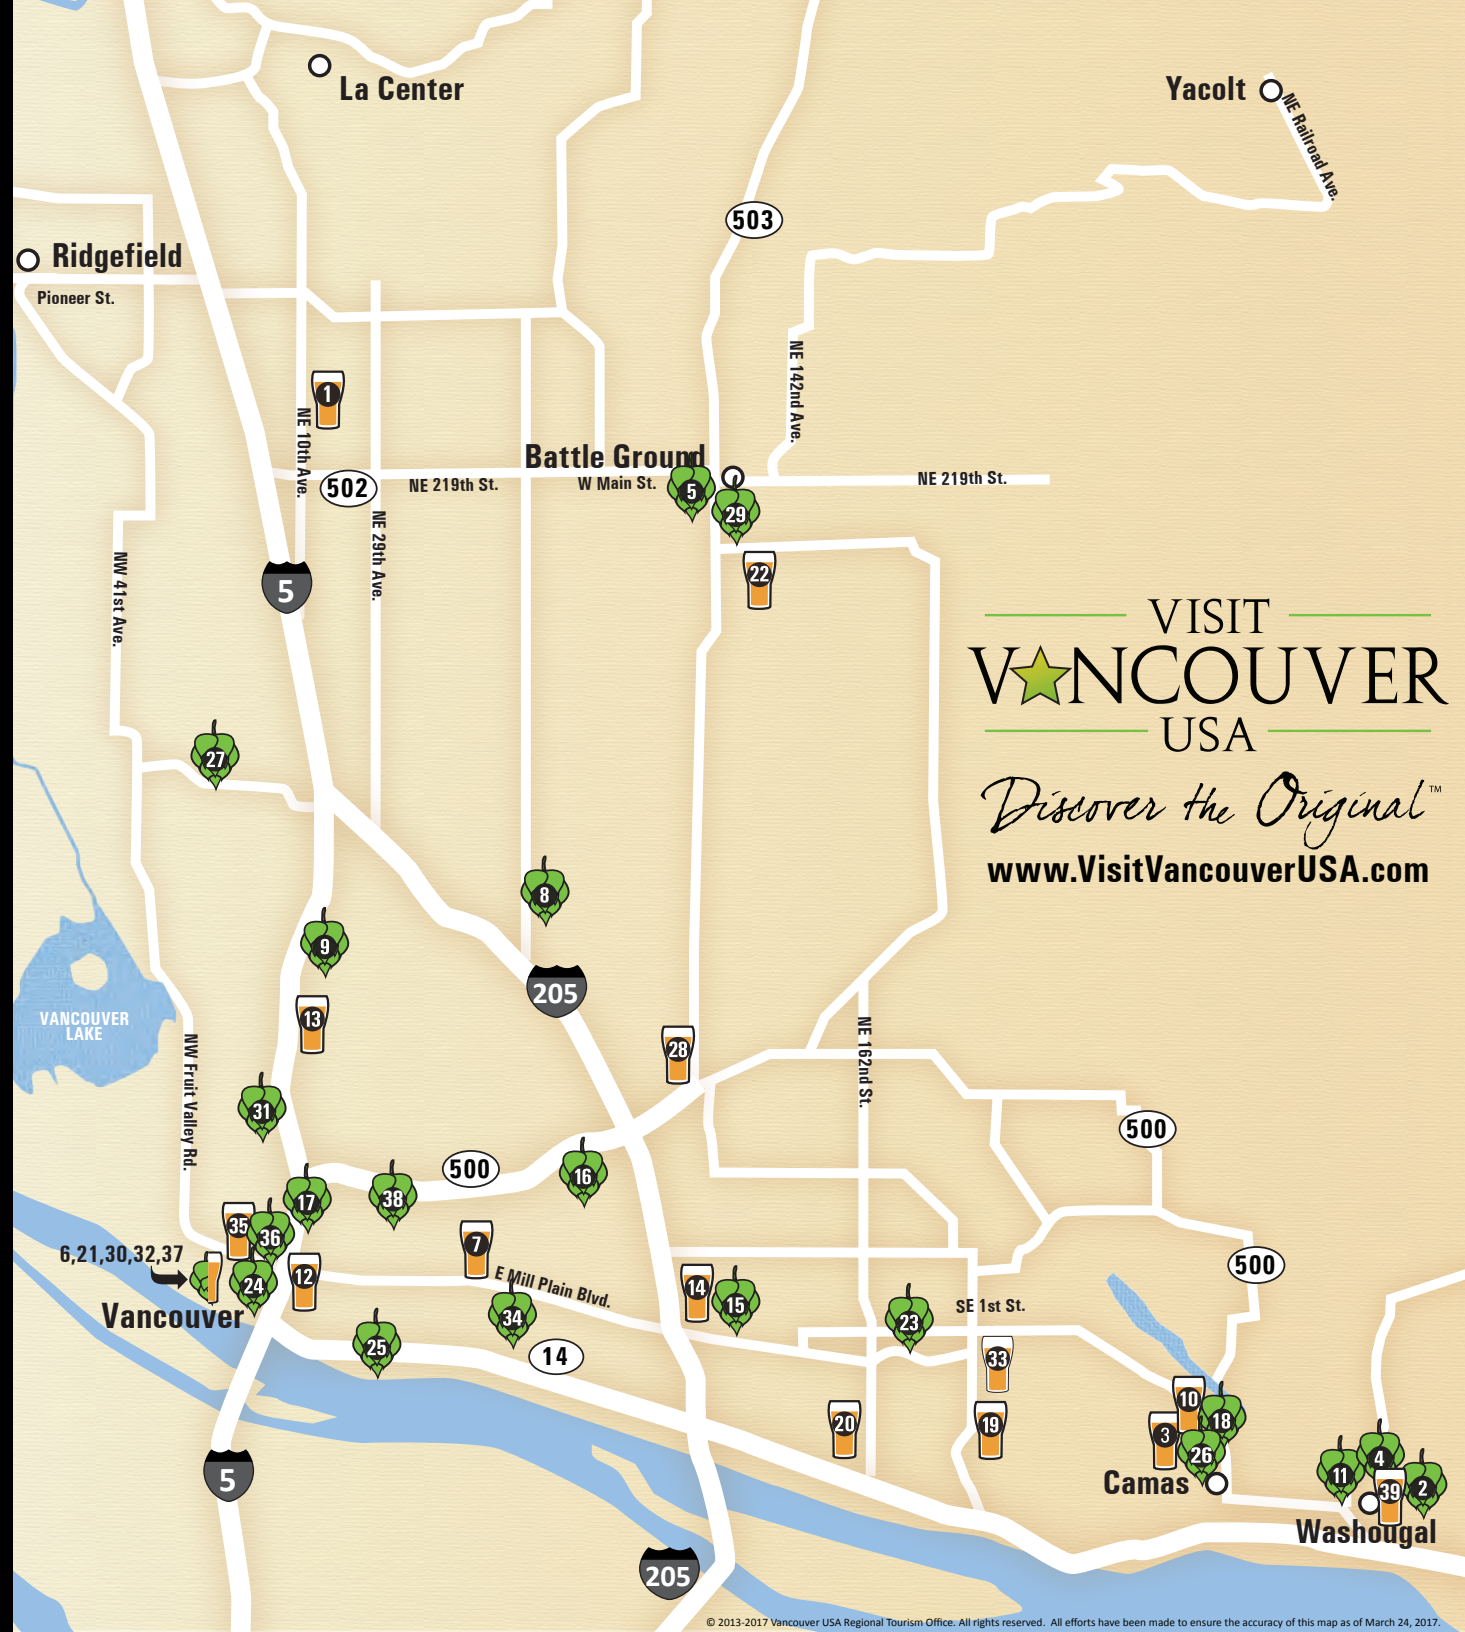 La Center
Yacolt
NE Railroad Ave.
503
Ridgefield
Pioneer St.
1
NE 10th Ave.
NE 142nd Ave.
Battle Ground
502
NE 219th St.
W Main St.
5
29
NE 219th St.
NE 29th Ave.
NW 41st Ave.
5
22
VISIT
VANCOUVER
USA
Discover the Original™
www.VisitVancouverUSA.com
27
8
9
205
VANCOUVER
LAKE
13
28
NE 162nd St.
NW Fruit Valley Rd.
31
500
500
16
17
38
35
36
7
6,21,30,32,37
24
12
E Mill Plain Blvd.
Vancouver
34
14
15
23
SE 1st St.
500
25
14
33
10
18
3
26
20
19
Camas
11
4
39
2
Washougal
5
205
© 2013-2017 Vancouver USA Regional Tourism Office. All rights reserved. All efforts have been made to ensure the accuracy of this map as of March 24, 2017.